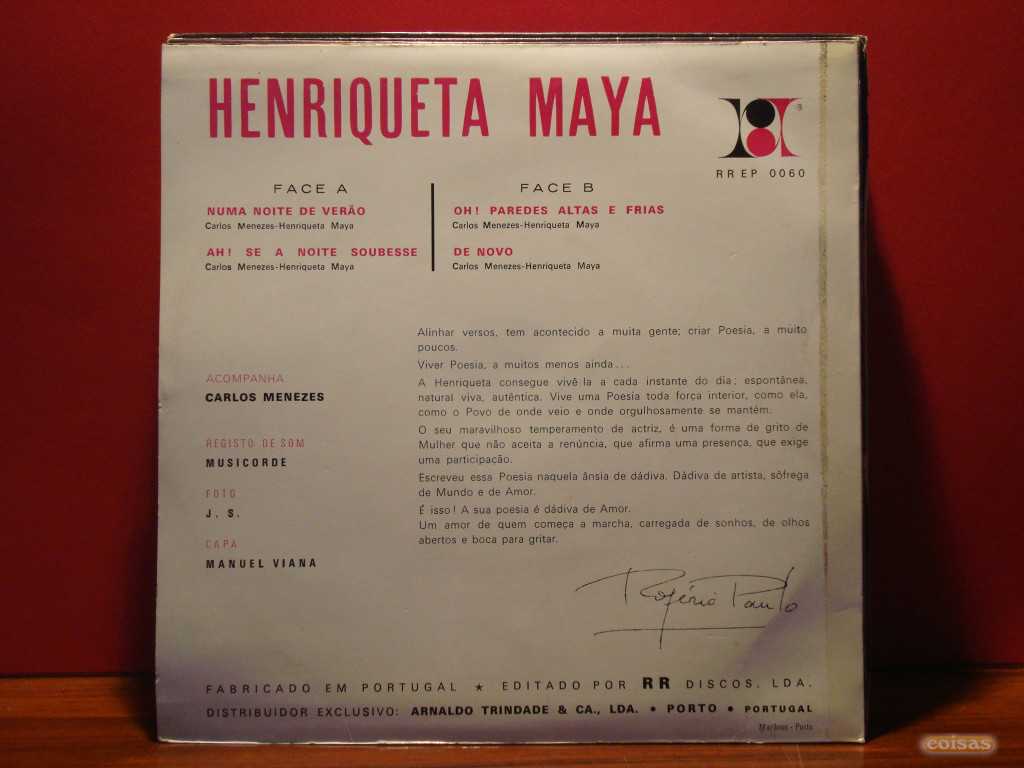 HENRIQUETA MAYA
®
RR EP 0060
FACE A
NUMA NOITE DE VERÃO
Carlos Menezes-Henriqueta Maya
AH! SE A NOITE SOUBESSE
Carlos Menezes-Henriqueta Maya
FACE B
OH! PAREDES ALTAS E FRIAS
Carlos Menezes-Henriqueta Maya
DE NOVO
Carlos Menezes-Henriqueta Maya
ACOMPANHA
CARLOS MENEZES
REGISTO DE SOM
MUSICORDE
FOTO
J. S.
CAPA
MANUEL VIANA
Alinhar versos, tem acontecido a muita gente; criar Poesia, a muito
poucos.
Viver Poesia, a muitos menos ainda...
A Henriqueta consegue vivê-la a cada instante do dia; espontânea,
natural viva, autêntica. Vive uma Poesia toda força interior, como ela,
como o Povo de onde veio e onde orgulhosamente se mantém.
O seu maravilhoso temperamento de actriz, é uma forma de grito de
Mulher que não aceita a renúncia, que afirma uma presença, que exige
uma participação.
Escreveu essa Poesia naquela ânsia de dádiva. Dádiva de artista, sôfrega
de Mundo e de Amor.
É isso! A sua poesia é dádiva de Amor.
Um amor de quem começa a marcha, carregada de sonhos, de olhos
abertos e boca para gritar.
Rogério Paulo
FABRICADO EM PORTUGAL ★ EDITADO POR RR DISCOS, LDA.
DISTRIBUIDOR EXCLUSIVO: ARNALDO TRINDADE & CA., LDA. • PORTO • PORTUGAL
Marânus - Porto
coisas